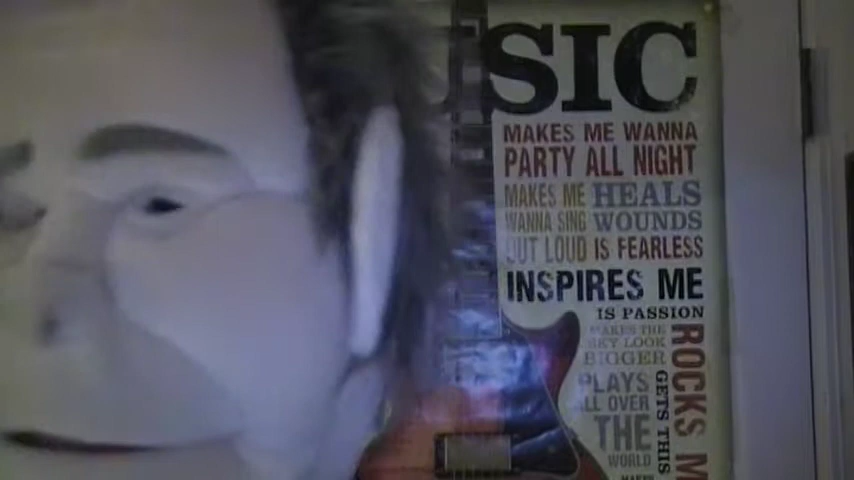 USIC
MAKES ME WANNA
PARTY ALL NIGHT
MAKES ME HEALS
WANNA SING WOUNDS
OUT LOUD IS FEARLESS
INSPIRES ME
IS PASSION
MAKES THE
SKY LOOK
BIGGER
PLAYS
ALL OVER
THE
WORLD
GETS THIS
ROCKS M